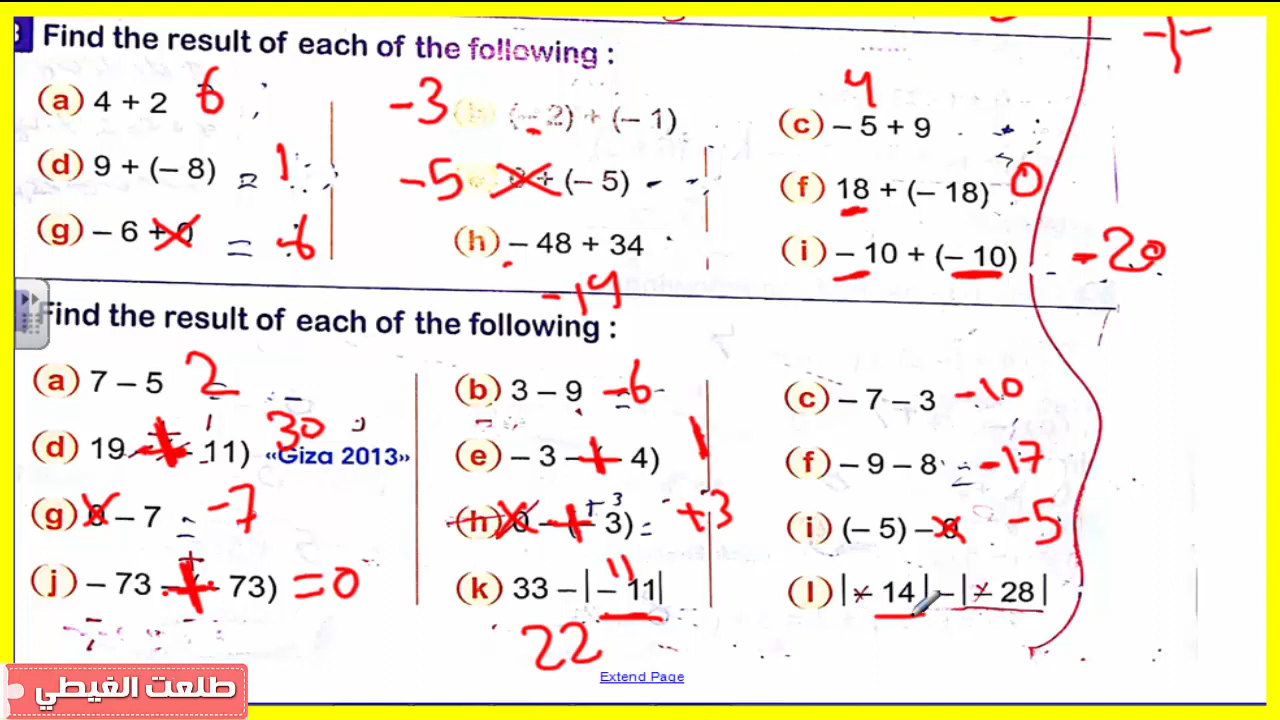 3 Find the result of each of the following :
(a) 4 + 2 6
-3 (– 2) + (– 1)
(c) – 5 + 9 4
(d) 9 + (– 8) = 1
-5 + (– 5)
(f) 18 + (– 18) 0
(g) – 6 + 0 = -6
(h) – 48 + 34 -14
(i) – 10 + (– 10) -20
Find the result of each of the following :
(a) 7 – 5 2
(b) 3 – 9 -6
(c) – 7 – 3 -10
(d) 19 + 11) 30 «Giza 2013»
(e) – 3 + 4) 1
(f) – 9 – 8 = -17
(g) 0 – 7 = -7
(h) 0 – (– 3) = +3 +3
(i) (– 5) – 0 -5
(j) – 73 + 73) = 0
(k) 33 – |– 11| 11 22
(l) |– 14| – |– 28|
Extend Page
طلعت الغيطي